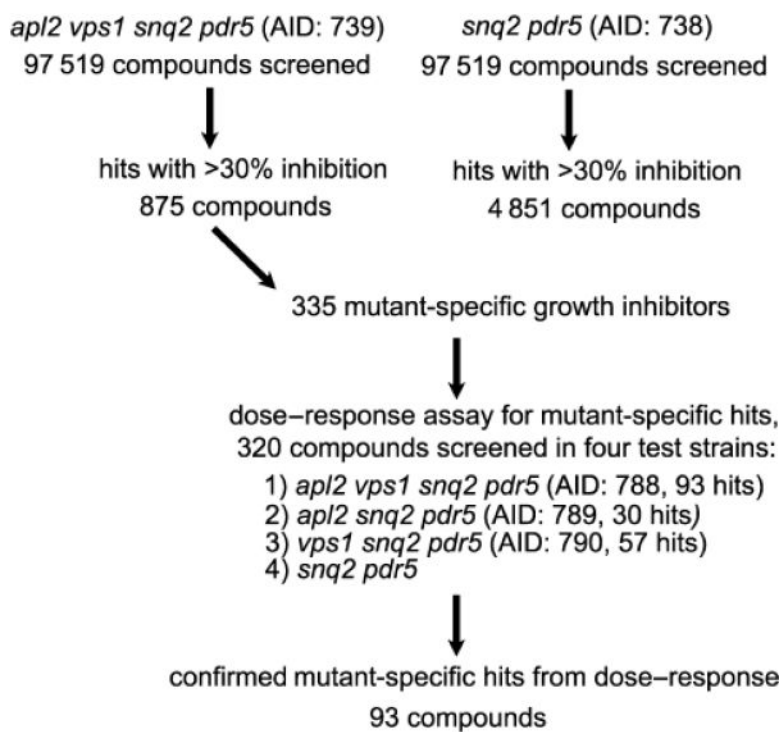 apl2 vps1 snq2 pdr5 (AID: 739)
97 519 compounds screened
hits with >30% inhibition
875 compounds
snq2 pdr5 (AID: 738)
97 519 compounds screened
hits with >30% inhibition
4 851 compounds
335 mutant-specific growth inhibitors
dose–response assay for mutant-specific hits,
320 compounds screened in four test strains:
1) apl2 vps1 snq2 pdr5 (AID: 788, 93 hits)
2) apl2 snq2 pdr5 (AID: 789, 30 hits)
3) vps1 snq2 pdr5 (AID: 790, 57 hits)
4) snq2 pdr5
confirmed mutant-specific hits from dose–response
93 compounds